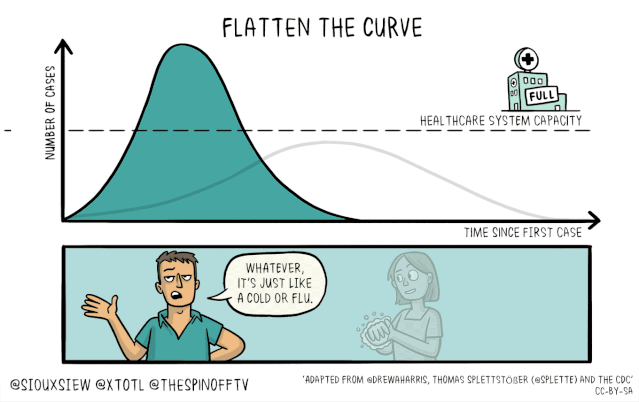 FLATTEN THE CURVE
NUMBER OF CASES
FULL
HEALTHCARE SYSTEM CAPACITY
TIME SINCE FIRST CASE
WHATEVER,
IT'S JUST LIKE
A COLD OR FLU.
@SIOUXSIEW @XTOTL @THESPINOFFTV
'ADAPTED FROM @DREWAHARRIS, THOMAS SPLETTSTÖßER (@SPLETTE) AND THE CDC'
CC-BY-SA